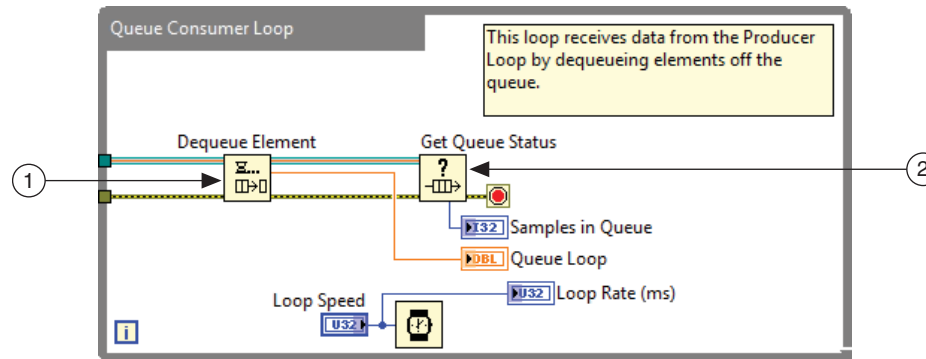 Queue Consumer Loop
This loop receives data from the Producer
Loop by dequeueing elements off the
queue.
Dequeue Element
Get Queue Status
?
1
2
I32
Samples in Queue
DBL
Queue Loop
U32
Loop Rate (ms)
Loop Speed
U32
i